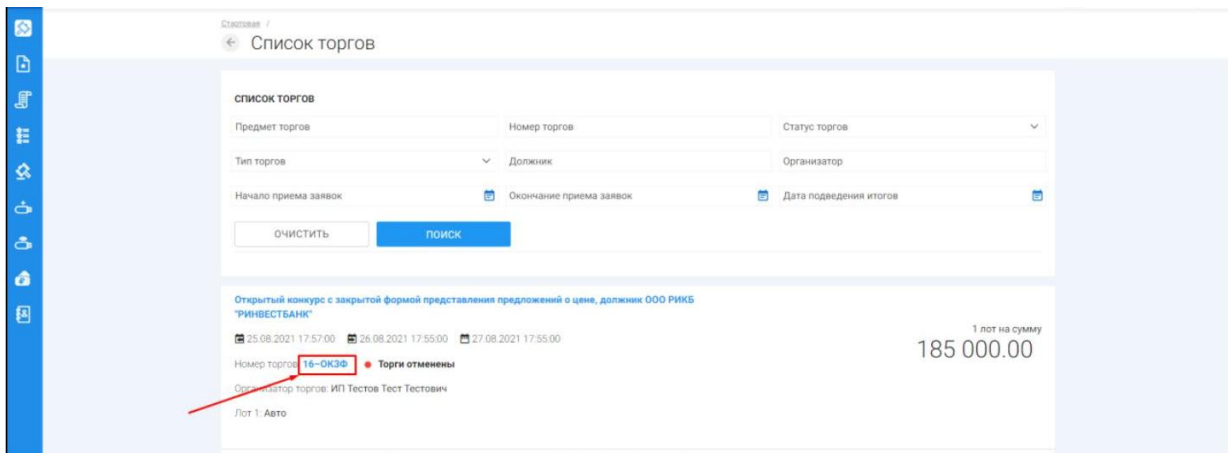 Стартовая /
Список торгов
СПИСОК ТОРГОВ
Предмет торгов Номер торгов Статус торгов
Тип торгов Должник Организатор
Начало приема заявок Окончание приема заявок Дата подведения итогов
ОЧИСТИТЬ ПОИСК
Открытый конкурс с закрытой формой представления предложений о цене, должник ООО РИКБ
"РИНВЕСТБАНК"
25.08.2021 17:57:00 26.08.2021 17:55:00 27.08.2021 17:55:00
1 лот на сумму
185 000.00
Номер торгов 16–ОКЗФ Торги отменены
Организатор торгов: ИП Тестов Тест Тестович
Лот 1: Авто